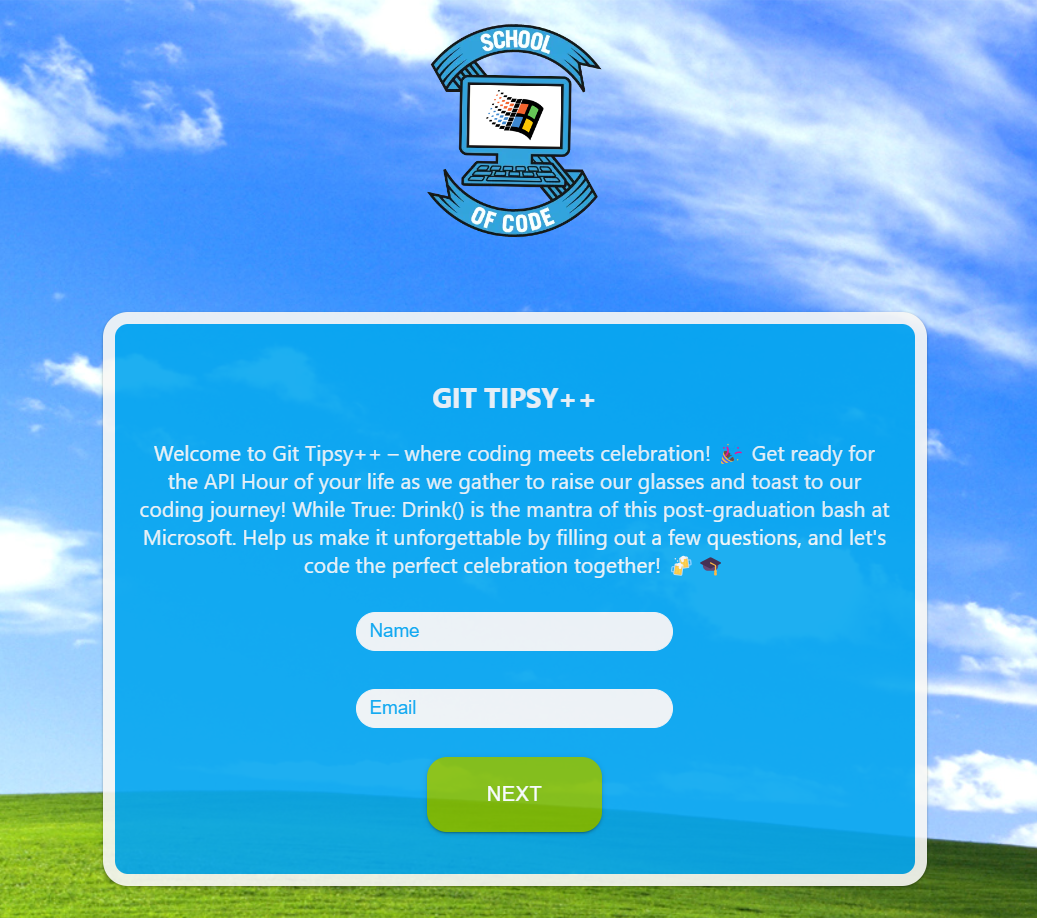 SCHOOL
OF CODE
GIT TIPSY++
Welcome to Git Tipsy++ – where coding meets celebration! 🎉 Get ready for
the API Hour of your life as we gather to raise our glasses and toast to our
coding journey! While True: Drink() is the mantra of this post-graduation bash at
Microsoft. Help us make it unforgettable by filling out a few questions, and let's
code the perfect celebration together! 🍻 🎓
Name
Email
NEXT